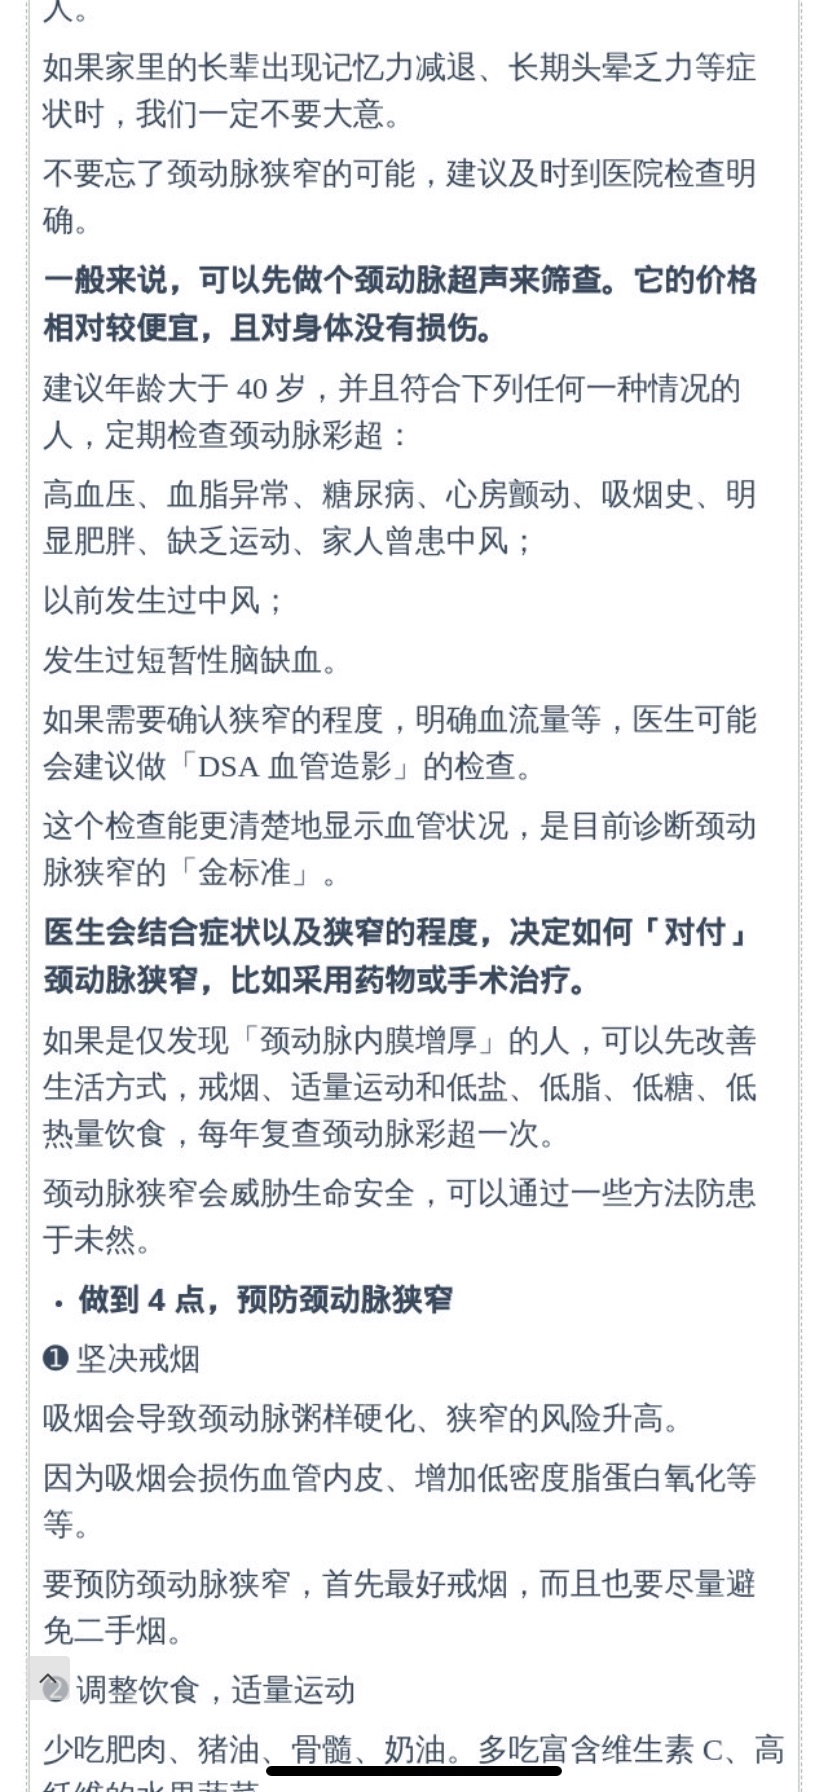 人。
如果家里的长辈出现记忆力减退、长期头晕乏力等症
状时，我们一定不要大意。
不要忘了颈动脉狭窄的可能，建议及时到医院检查明
确。
一般来说，可以先做个颈动脉超声来筛查。它的价格
相对较便宜，且对身体没有损伤。
建议年龄大于 40 岁，并且符合下列任何一种情况的
人，定期检查颈动脉彩超：
高血压、血脂异常、糖尿病、心房颤动、吸烟史、明
显肥胖、缺乏运动、家人曾患中风；
以前发生过中风；
发生过短暂性脑缺血。
如果需要确认狭窄的程度，明确血流量等，医生可能
会建议做「DSA 血管造影」的检查。
这个检查能更清楚地显示血管状况，是目前诊断颈动
脉狭窄的「金标准」。
医生会结合症状以及狭窄的程度，决定如何「对付」
颈动脉狭窄，比如采用药物或手术治疗。
如果是仅发现「颈动脉内膜增厚」的人，可以先改善
生活方式，戒烟、适量运动和低盐、低脂、低糖、低
热量饮食，每年复查颈动脉彩超一次。
颈动脉狭窄会威胁生命安全，可以通过一些方法防患
于未然。
• 做到 4 点，预防颈动脉狭窄
❶ 坚决戒烟
吸烟会导致颈动脉粥样硬化、狭窄的风险升高。
因为吸烟会损伤血管内皮、增加低密度脂蛋白氧化等
等。
要预防颈动脉狭窄，首先最好戒烟，而且也要尽量避
免二手烟。
❷ 调整饮食，适量运动
少吃肥肉、猪油、骨髓、奶油。多吃富含维生素 C、高